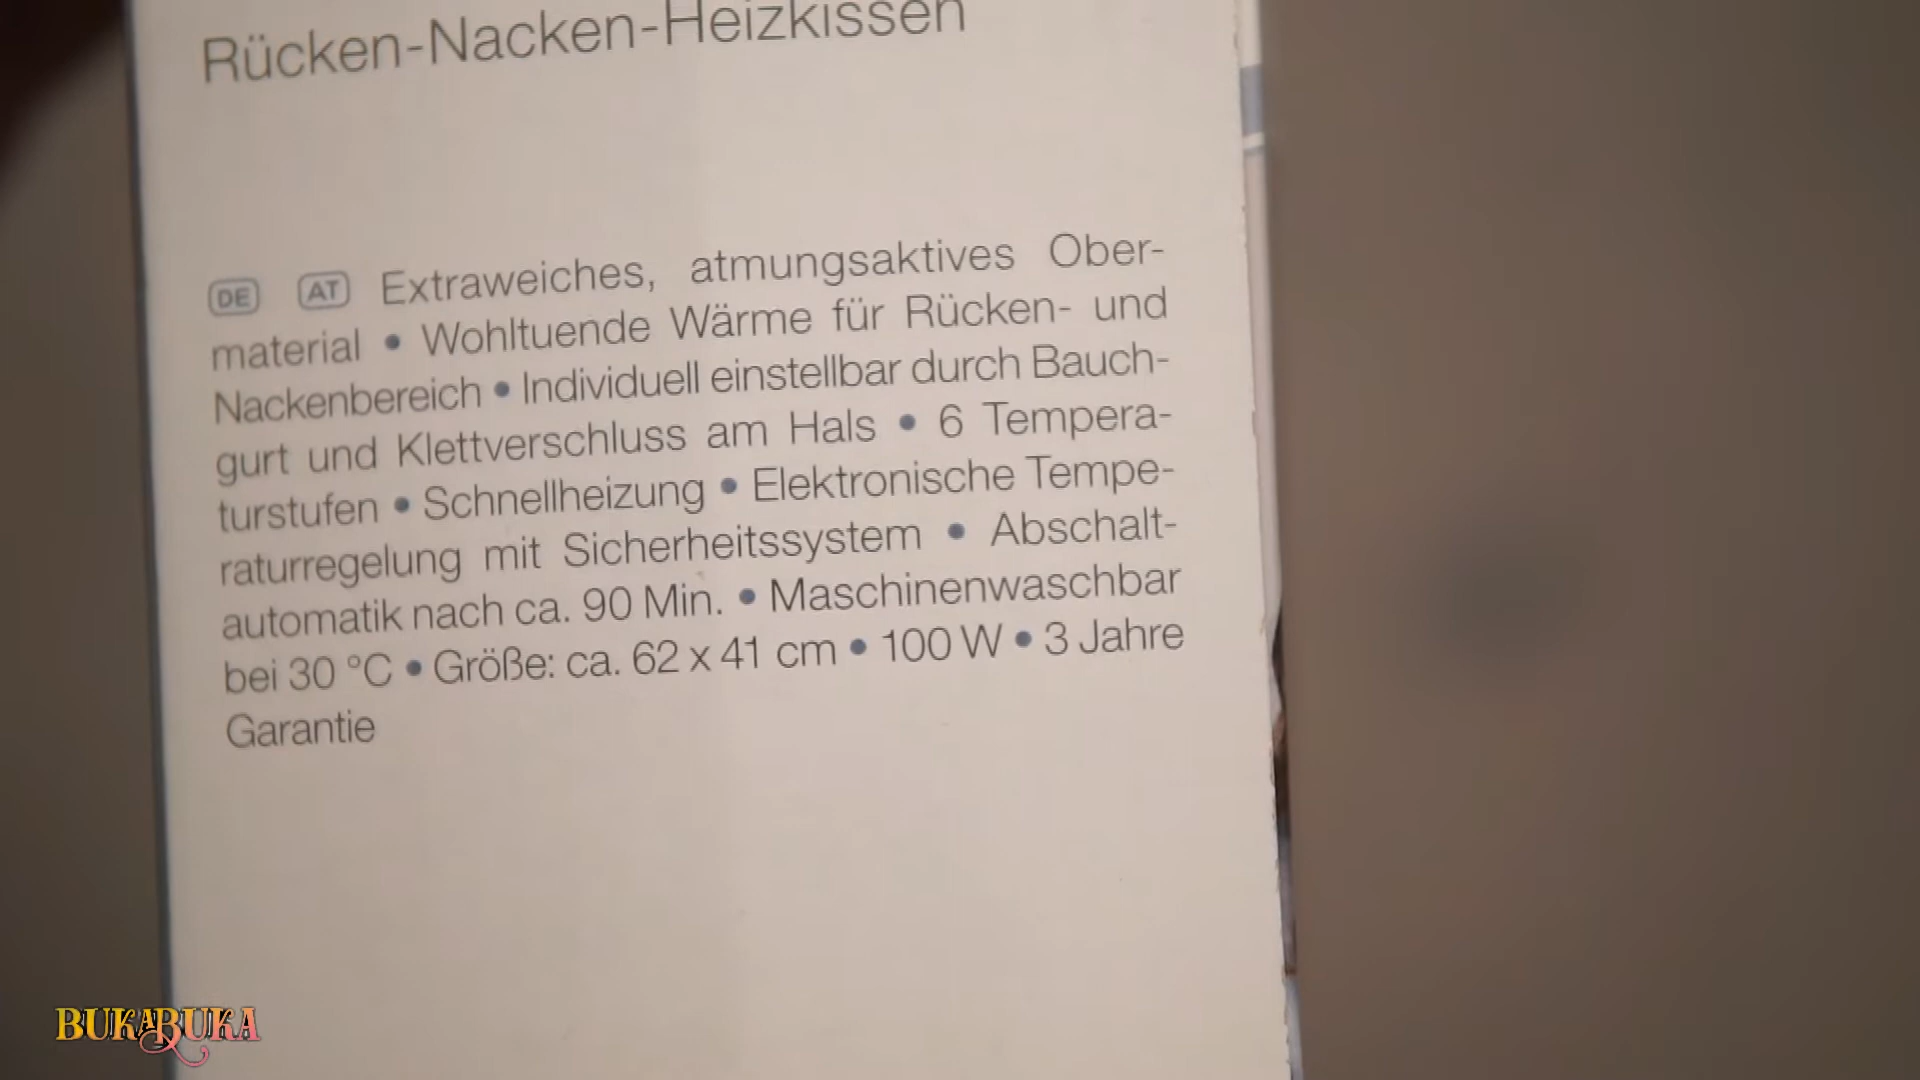 Rücken-Nacken-Heizkissen
DE AT Extraweiches, atmungsaktives Ober-
material • Wohltuende Wärme für Rücken- und
Nackenbereich • Individuell einstellbar durch Bauch-
gurt und Klettverschluss am Hals • 6 Tempera-
turstufen • Schnellheizung • Elektronische Tempe-
raturregelung mit Sicherheitssystem • Abschalt-
automatik nach ca. 90 Min. • Maschinenwaschbar
bei 30 °C • Größe: ca. 62 x 41 cm • 100 W • 3 Jahre
Garantie
BUKABUKA